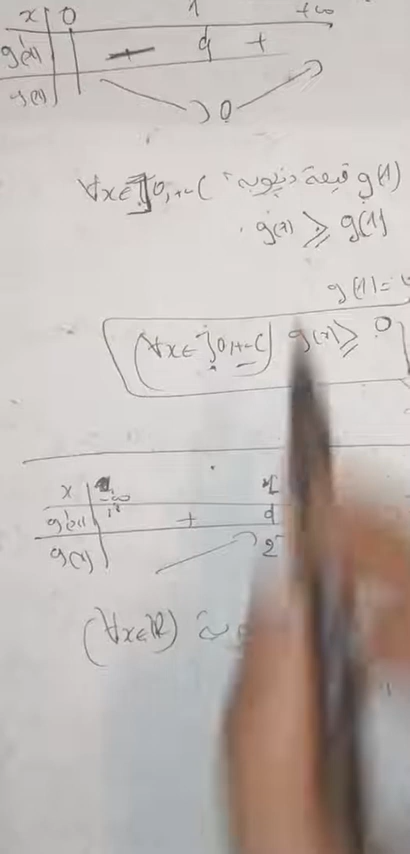 x 0 1 +∞
g'(x) - 0 +
g(x) 0
∀x∈]0,+∞[ قيمة دنيوية g(1)
g(x) ≥ g(1)
g(1)=
(∀x∈]0,+∞[) g(x) ≥ 0
x -∞
g'(x) + 0
g(x) 2
(∀x∈ℝ)